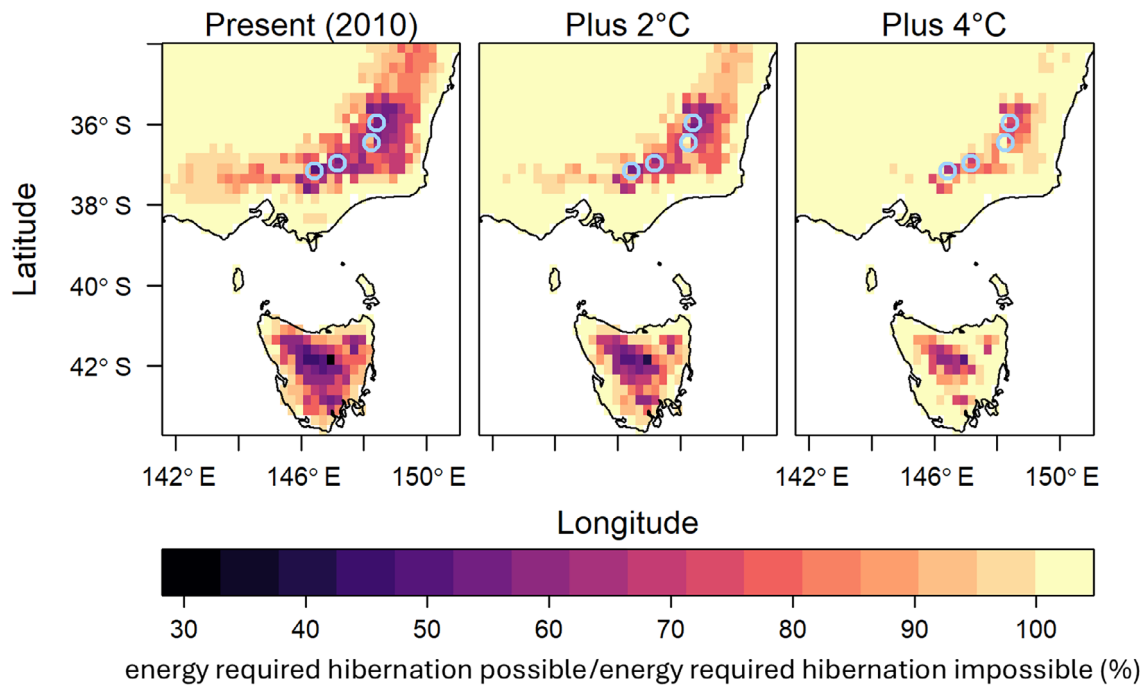 Present (2010) Plus 2°C Plus 4°C
36° S
38° S
40° S
42° S
Latitude
142° E 146° E 150° E 142° E 146° E 150° E
Longitude
30 40 50 60 70 80 90 100
energy required hibernation possible/energy required hibernation impossible (%)